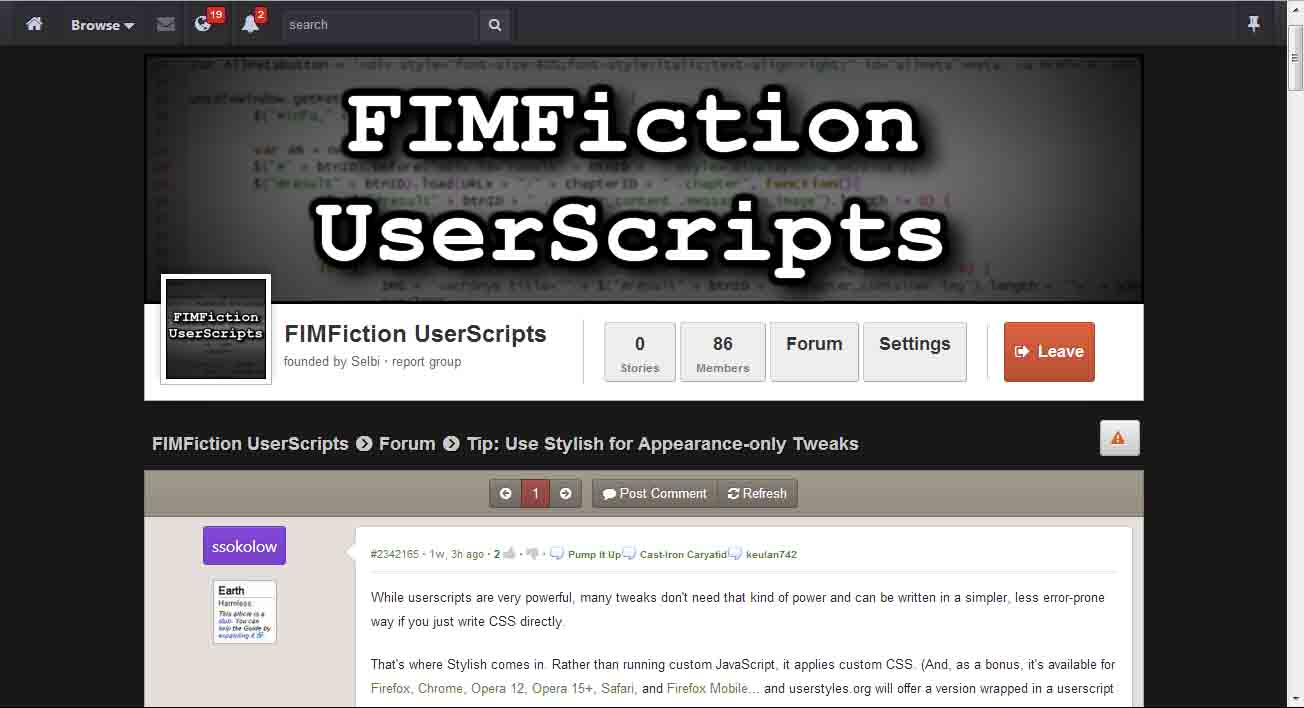 19
2
Browse
search
FIMFiction
UserScripts
FIMFiction
UserScripts
FIMFiction UserScripts
founded by Selbi · report group
0
Stories
86
Members
Forum
Settings
Leave
FIMFiction UserScripts Forum Tip: Use Stylish for Appearance-only Tweaks
1 Post Comment Refresh
ssokolow
#2342165 · 1w, 3h ago · 2 · · Pump It Up Cast-Iron Caryatid keulan742
Earth
Harmless.
This article is a
stub. You can
help the Guide by
expanding it
While userscripts are very powerful, many tweaks don't need that kind of power and can be written in a simpler, less error-prone
way if you just write CSS directly.
That's where Stylish comes in. Rather than running custom JavaScript, it applies custom CSS. (And, as a bonus, it's available for
Firefox, Chrome, Opera 12, Opera 15+, Safari, and Firefox Mobile... and userstyles.org will offer a version wrapped in a userscript